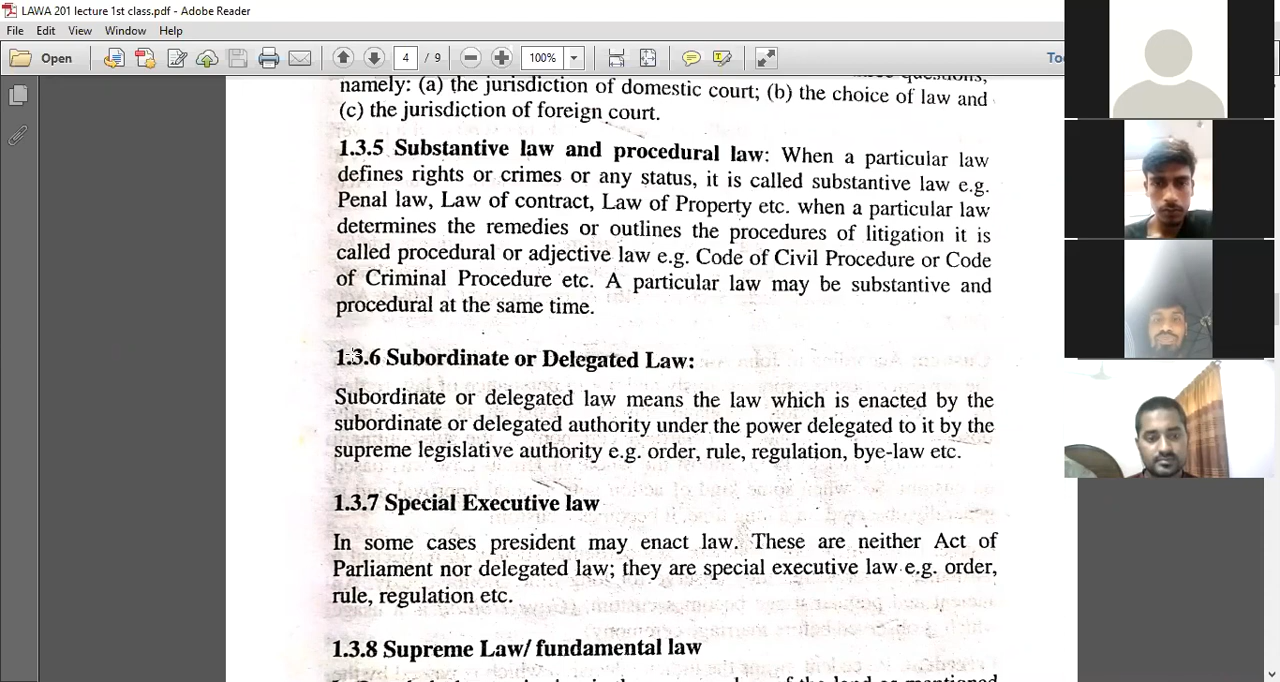 LAWA 201 lecture 1st class.pdf - Adobe Reader
File Edit View Window Help
Open 4 / 9 100%
namely: (a) the jurisdiction of domestic court; (b) the choice of law and
(c) the jurisdiction of foreign court.
1.3.5 Substantive law and procedural law: When a particular law
defines rights or crimes or any status, it is called substantive law e.g.
Penal law, Law of contract, Law of Property etc. when a particular law
determines the remedies or outlines the procedures of litigation it is
called procedural or adjective law e.g. Code of Civil Procedure or Code
of Criminal Procedure etc. A particular law may be substantive and
procedural at the same time.
1.3.6 Subordinate or Delegated Law:
Subordinate or delegated law means the law which is enacted by the
subordinate or delegated authority under the power delegated to it by the
supreme legislative authority e.g. order, rule, regulation, bye-law etc.
1.3.7 Special Executive law
In some cases president may enact law. These are neither Act of
Parliament nor delegated law; they are special executive law e.g. order,
rule, regulation etc.
1.3.8 Supreme Law/ fundamental law